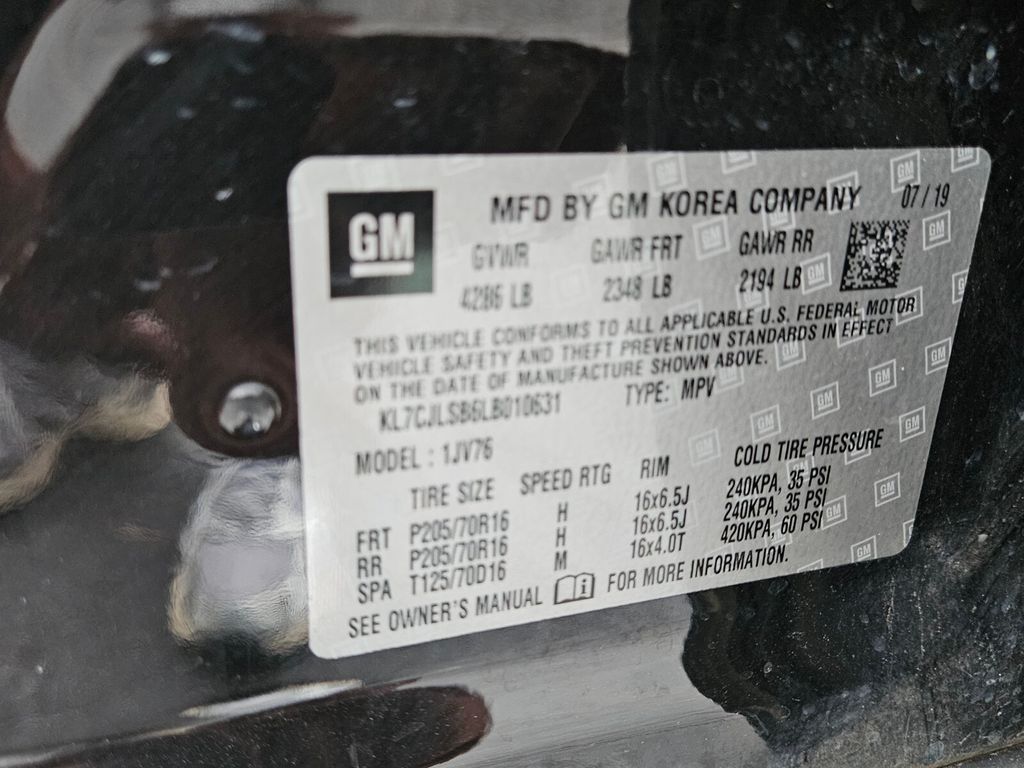 GM
MFD BY GM KOREA COMPANY 07/19
GVWR GAWR FRT GAWR RR
4286 LB 2348 LB 2194 LB
THIS VEHICLE CONFORMS TO ALL APPLICABLE U.S. FEDERAL MOTOR
VEHICLE SAFETY AND THEFT PREVENTION STANDARDS IN EFFECT
ON THE DATE OF MANUFACTURE SHOWN ABOVE.
KL7CJLSB6LB010631 TYPE: MPV
MODEL : 1JV76
TIRE SIZE SPEED RTG RIM COLD TIRE PRESSURE
FRT P205/70R16 H 16x6.5J 240KPA, 35 PSI
RR P205/70R16 H 16x6.5J 240KPA, 35 PSI
SPA T125/70D16 M 16x4.0T 420KPA, 60 PSI
SEE OWNER'S MANUAL i FOR MORE INFORMATION.